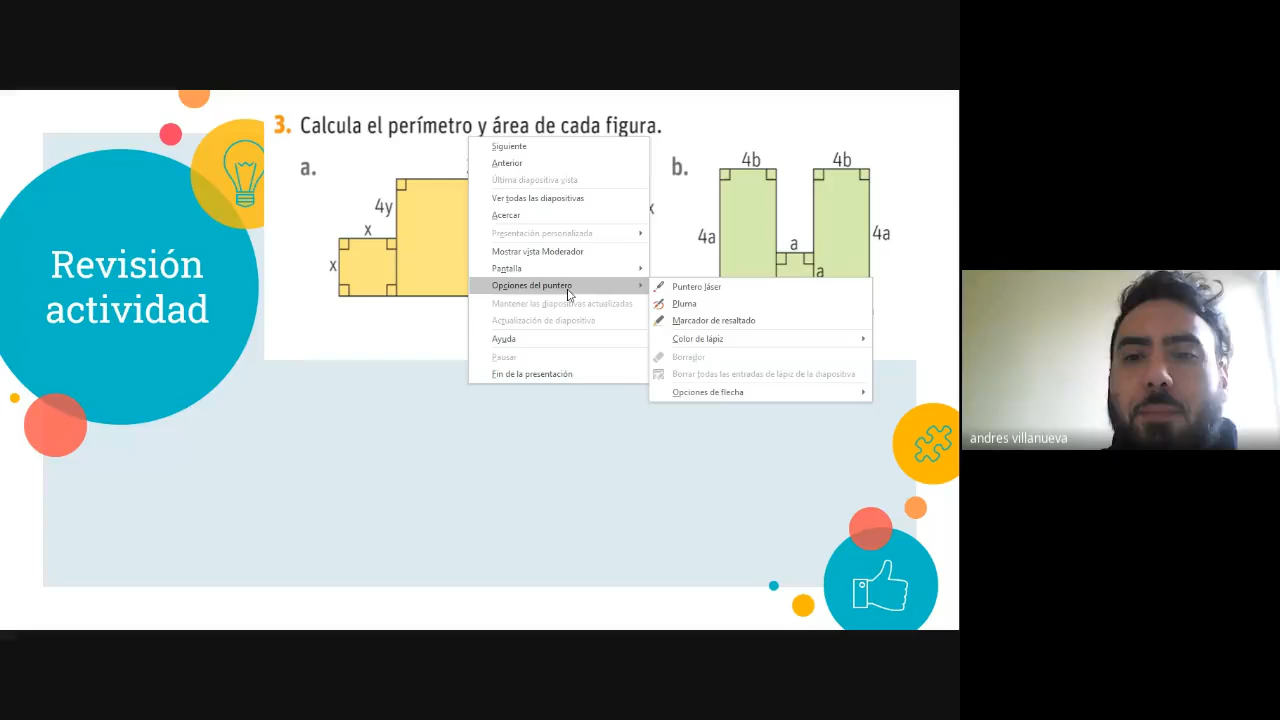 Revisión
actividad
3. Calcula el perímetro y área de cada figura.
a.
4y
x
x
x
b.
4b
4b
4a
a
4a
a
Siguiente
Anterior
Última diapositiva vista
Ver todas las diapositivas
Acercar
Presentación personalizada
Mostrar vista Moderador
Pantalla
Opciones del puntero
Mantener las diapositivas actualizadas
Actualización de diapositiva
Ayuda
Pausar
Fin de la presentación
Puntero láser
Pluma
Marcador de resaltado
Color de lápiz
Borrador
Borrar todas las entradas de lápiz de la diapositiva
Opciones de flecha
andres villanueva